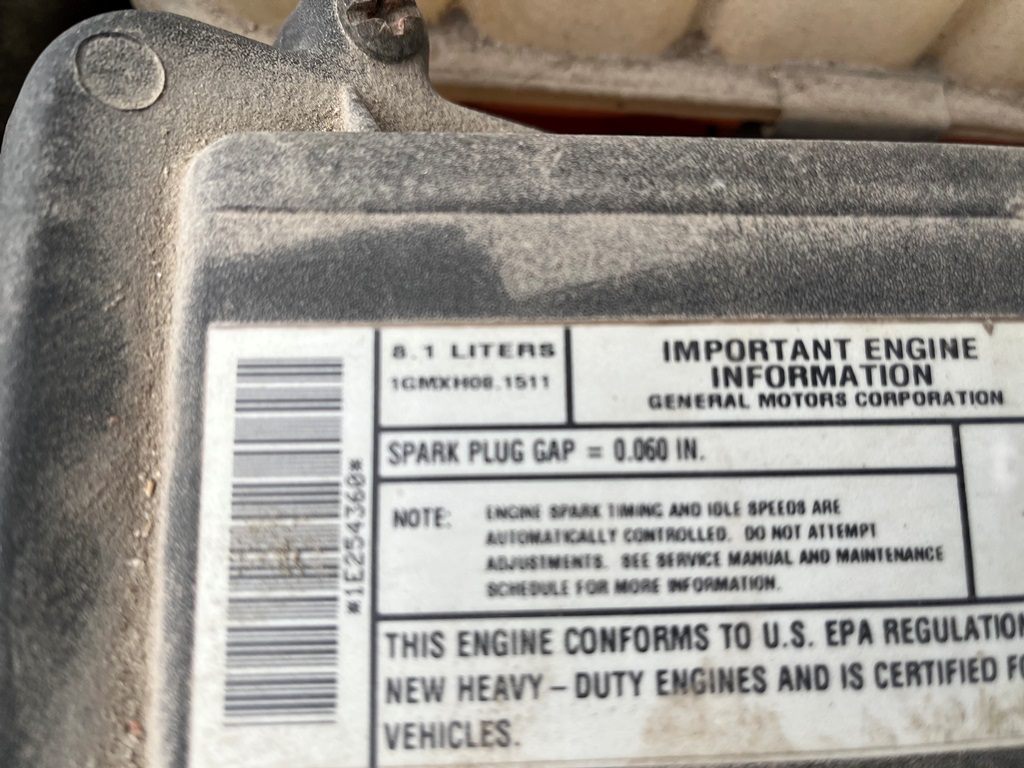 8.1 LITERS
1GMXH08.1511
IMPORTANT ENGINE
INFORMATION
GENERAL MOTORS CORPORATION
SPARK PLUG GAP = 0.060 IN.
NOTE: ENGINE SPARK TIMING AND IDLE SPEEDS ARE
AUTOMATICALLY CONTROLLED. DO NOT ATTEMPT
ADJUSTMENTS. SEE SERVICE MANUAL AND MAINTENANCE
SCHEDULE FOR MORE INFORMATION.
*1E254360*
THIS ENGINE CONFORMS TO U.S. EPA REGULATION
NEW HEAVY-DUTY ENGINES AND IS CERTIFIED
VEHICLES.